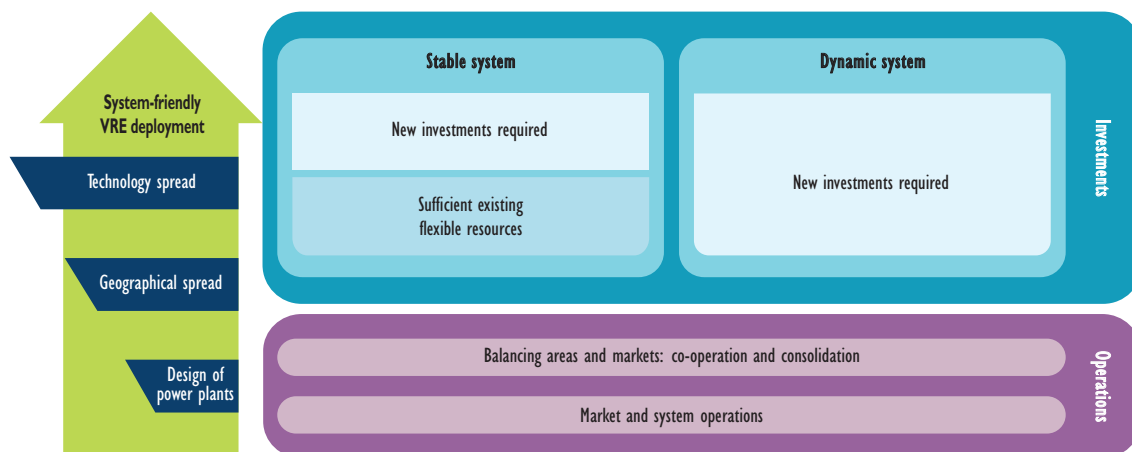 System-friendly
VRE deployment
Technology spread
Geographical spread
Design of
power plants
Stable system
New investments required
Sufficient existing
flexible resources
Dynamic system
New investments required
Investments
Balancing areas and markets: co-operation and consolidation
Market and system operations
Operations